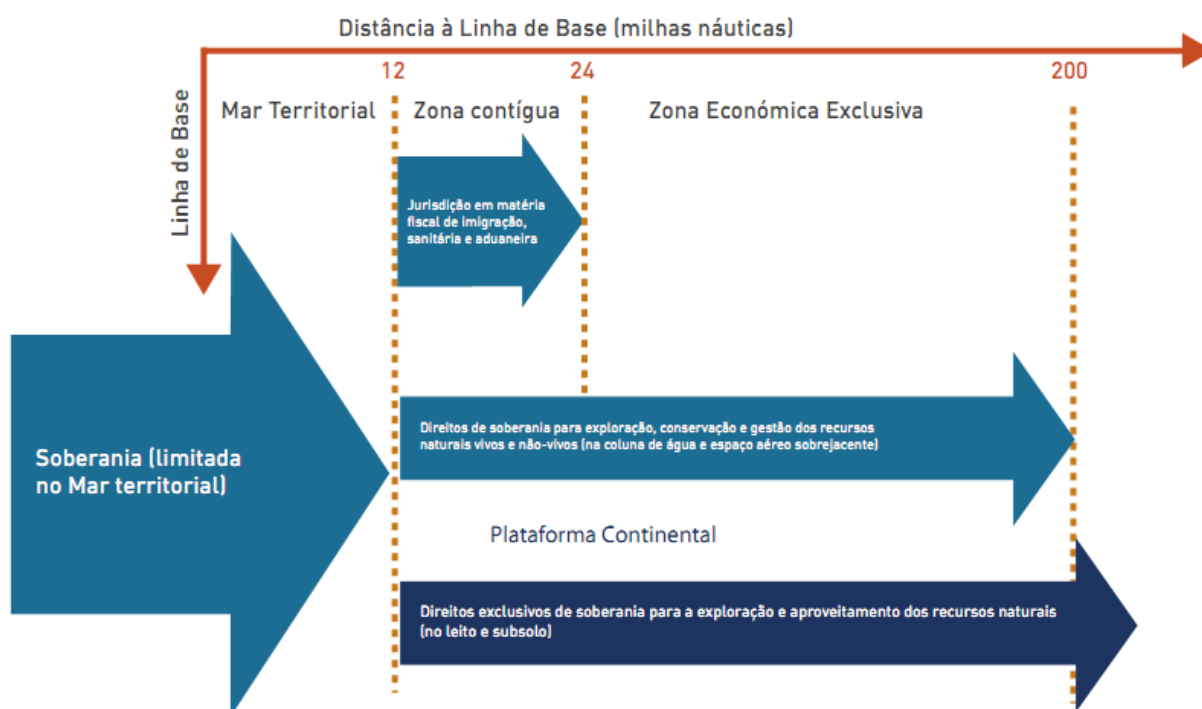 Distância à Linha de Base (milhas náuticas)
12
24
200
Linha de Base
Mar Territorial
Zona contígua
Zona Económica Exclusiva
Jurisdição em matéria
fiscal de imigração,
sanitária e aduaneira
Soberania (limitada
no Mar territorial)
Direitos de soberania para exploração, conservação e gestão dos recursos
naturais vivos e não-vivos (na coluna de água e espaço aéreo sobrejacente)
Plataforma Continental
Direitos exclusivos de soberania para a exploração e aproveitamento dos recursos naturais
(no leito e subsolo)